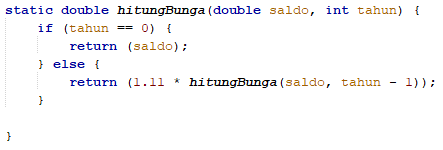 static double hitungBunga(double saldo, int tahun) {
    if (tahun == 0) {
        return (saldo);
    } else {
        return (1.11 * hitungBunga(saldo, tahun - 1));
    }

}